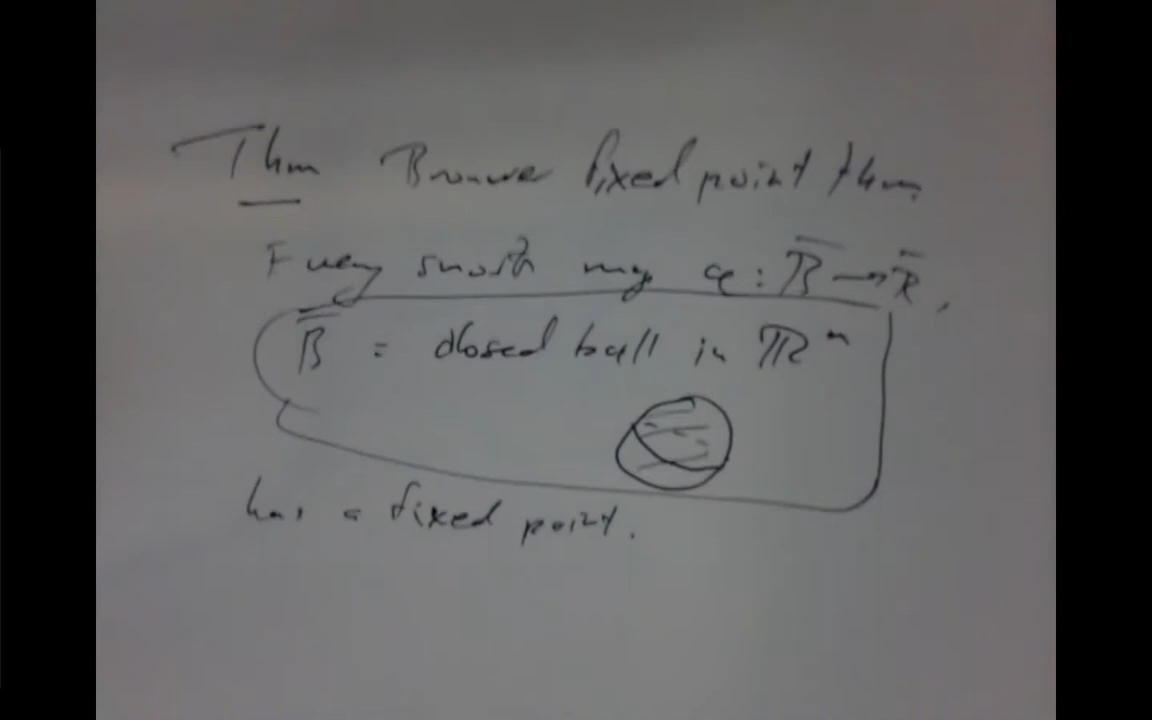 Thm Brouwer fixed point thm.
Every smooth map φ: B̅ → B̅,
B̅ = closed ball in ℝⁿ
has a fixed point.